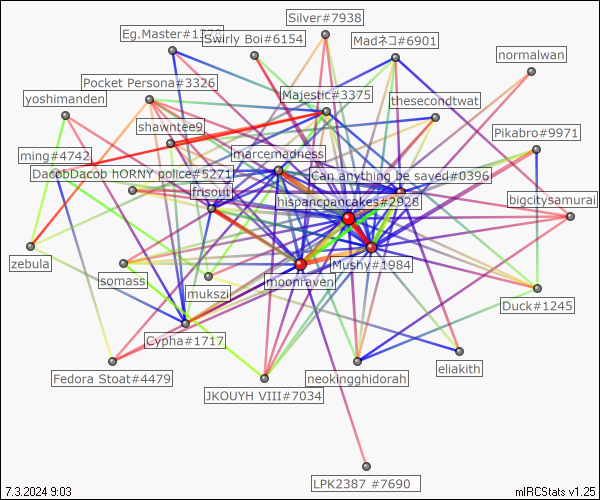 Silver#7938
Eg.Master#1378
Swirly Boi#6154
Madネコ#6901
normalwan
Pocket Persona#3326
yoshimanden
Majestic#3375
thesecondtwat
shawntee9
Pikabro#9971
ming#4742
marcemadness
DacobDacob hORNY police#5271
Can anything be saved#0396
frisout
hispancpancakes#2928
bigcitysamurai
zebula
somass
mukszi
moonraven
Mushy#1984
Duck#1245
Cypha#1717
Fedora Stoat#4479
JKOUYH VIII#7034
neokingghidorah
eliakith
LPK2387 #7690
7.3.2024 9:03
mIRCStats v1.25